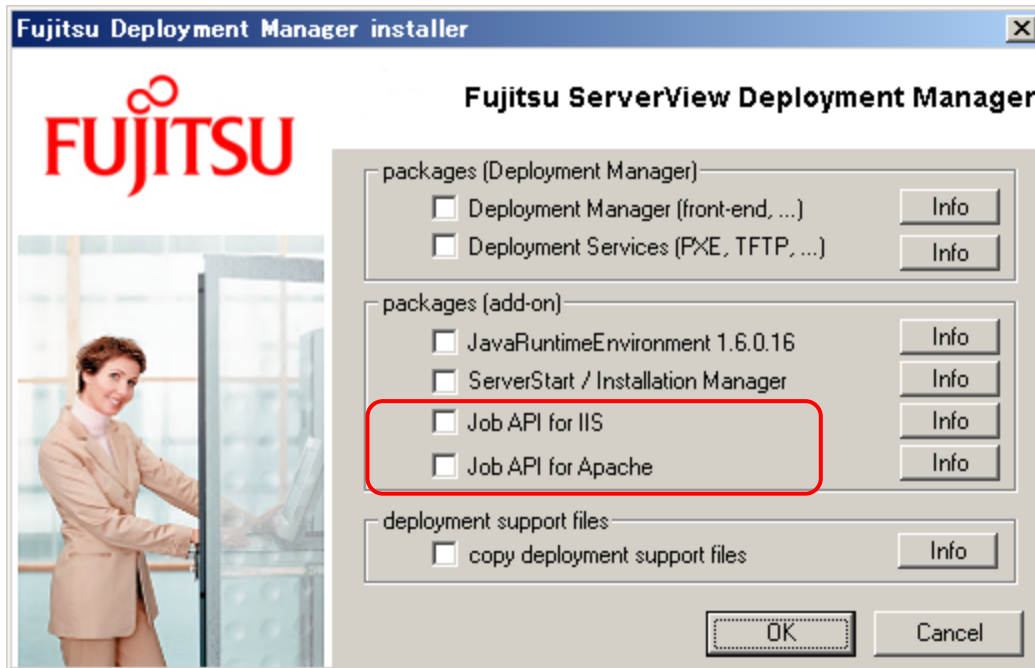 Fujitsu Deployment Manager installer
FUJITSU
Fujitsu ServerView Deployment Manager
packages (Deployment Manager)
Deployment Manager (front-end, ...)
Info
Deployment Services (PXE, TFTP, ...)
Info
packages (add-on)
JavaRuntimeEnvironment 1.6.0.16
Info
ServerStart / Installation Manager
Info
Job API for IIS
Info
Job API for Apache
Info
deployment support files
copy deployment support files
Info
OK
Cancel